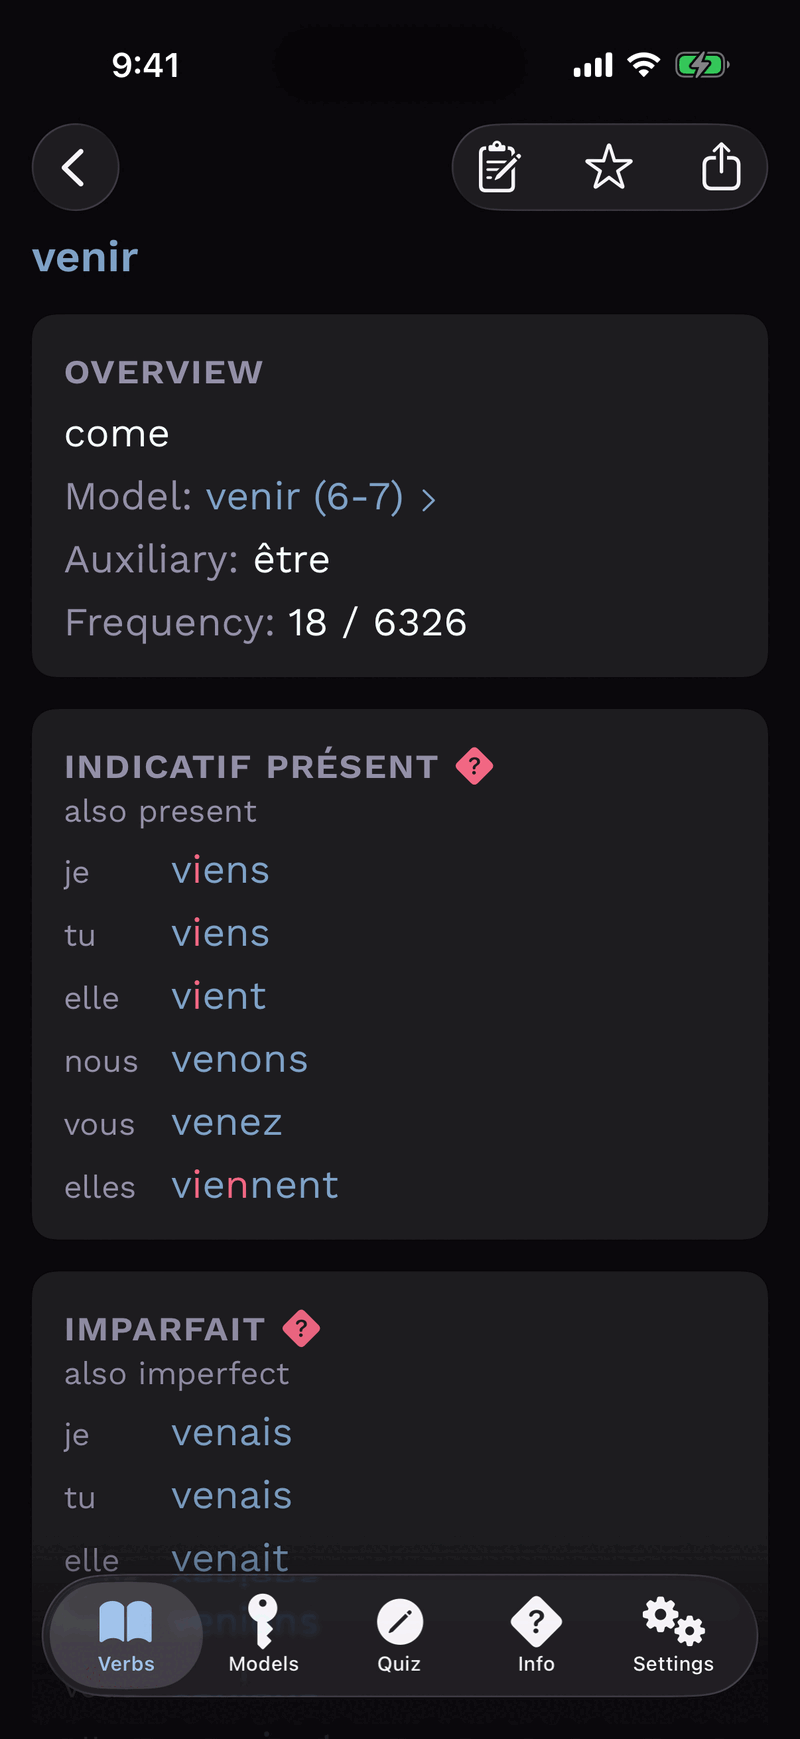 9:41
venir
OVERVIEW
come
Model: venir (6-7) >
Auxiliary: être
Frequency: 18 / 6326
INDICATIF PRÉSENT ?
also present
je viens
tu viens
elle vient
nous venons
vous venez
elles viennent
IMPARFAIT ?
also imperfect
je venais
tu venais
elle venait
Verbs Models Quiz Info Settings